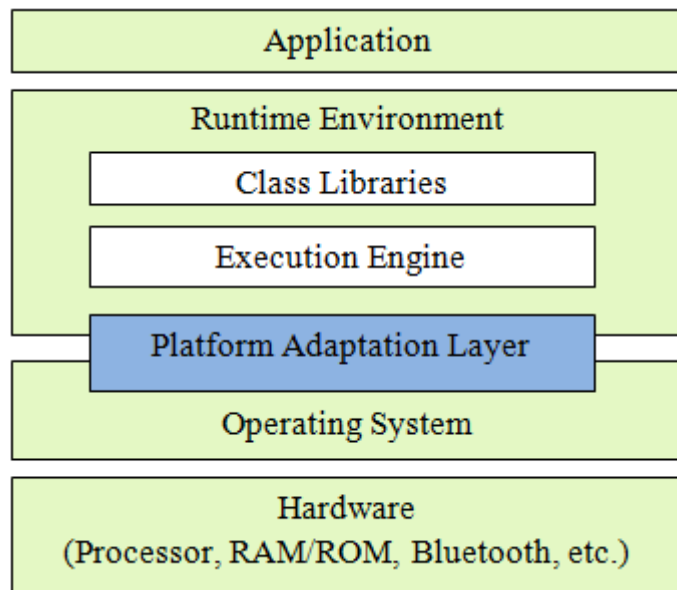 Application
Runtime Environment
Class Libraries
Execution Engine
Platform Adaptation Layer
Operating System
Hardware
(Processor, RAM/ROM, Bluetooth, etc.)